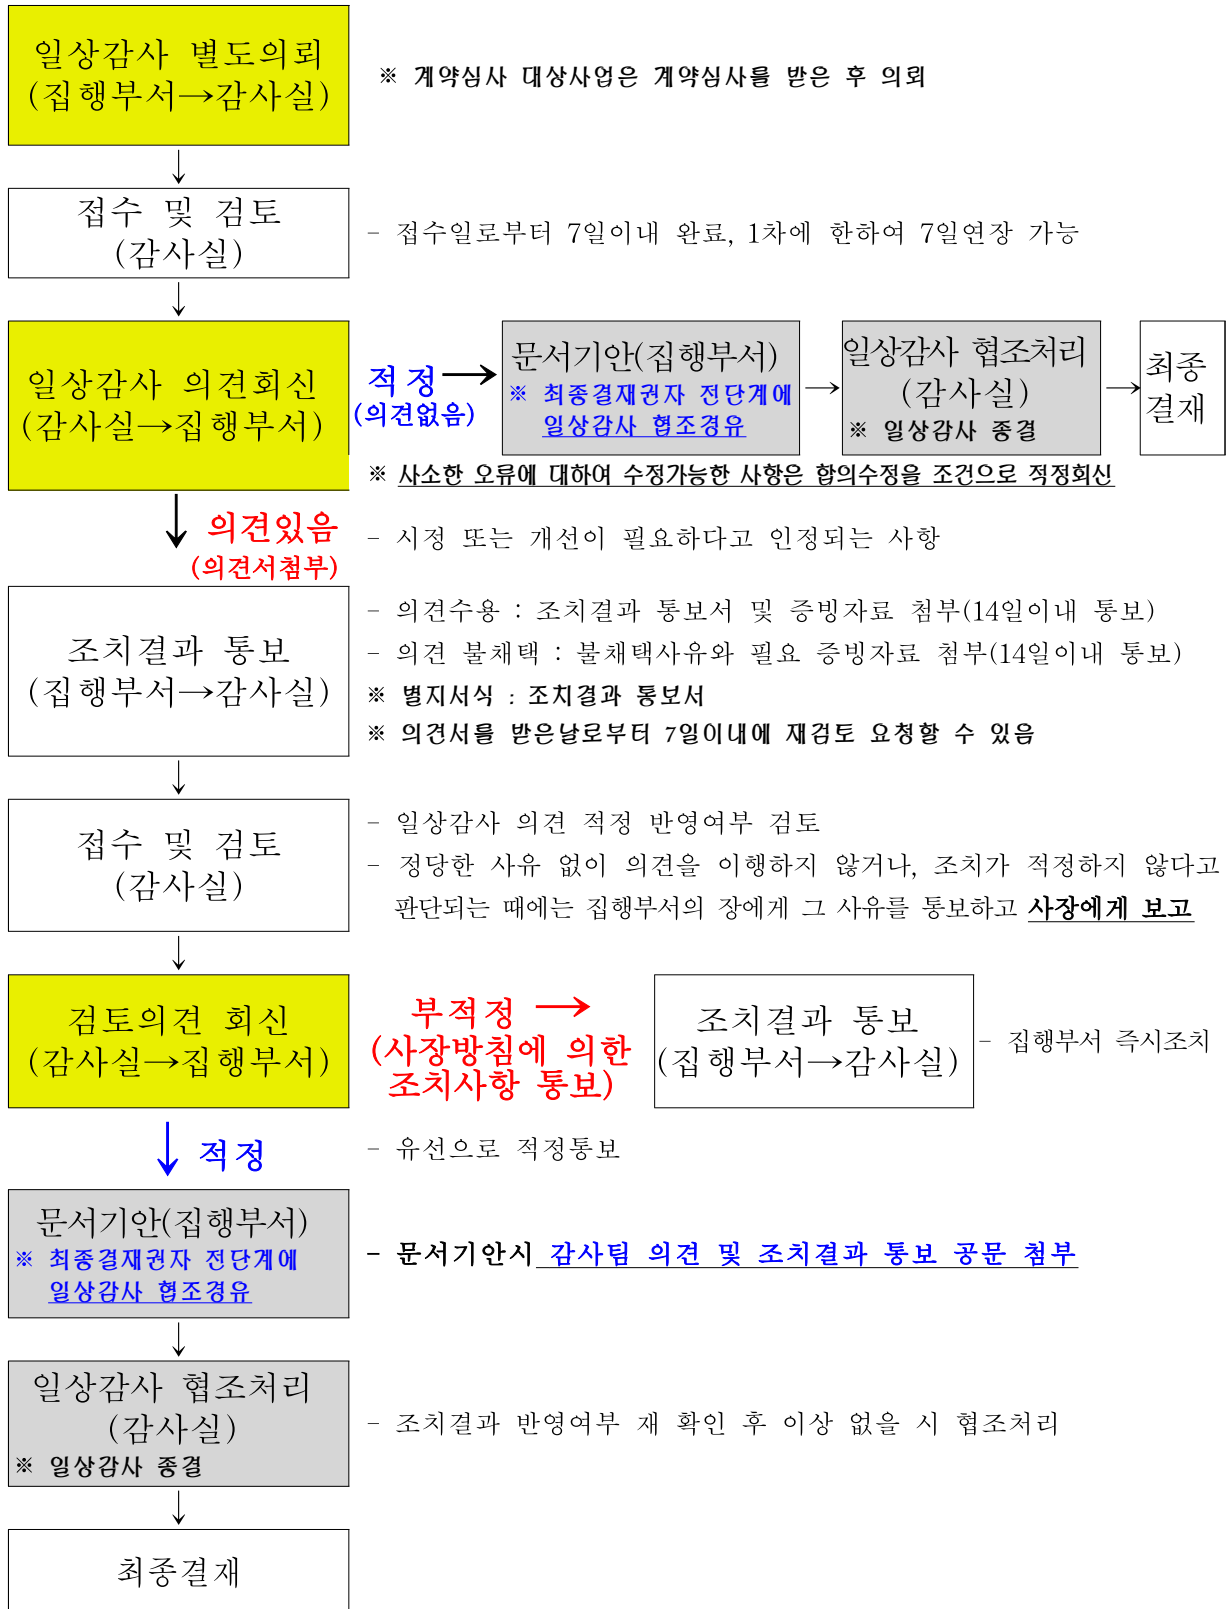 일상감사 별도의뢰
(집행부서→감사실)
※ 계약심사 대상사업은 계약심사를 받은 후 의뢰
접수 및 검토
(감사실)
- 접수일로부터 7일이내 완료, 1차에 한하여 7일연장 가능
일상감사 의견회신
(감사실→집행부서)
적정
(의견없음)
문서기안(집행부서)
※ 최종결재권자 전단계에
일상감사 협조경유
일상감사 협조처리
(감사실)
※ 일상감사 종결
최종
결재
※ 사소한 오류에 대하여 수정가능한 사항은 합의수정을 조건으로 적정회신
의견있음
(의견서첨부)
- 시정 또는 개선이 필요하다고 인정되는 사항
조치결과 통보
(집행부서→감사실)
- 의견수용 : 조치결과 통보서 및 증빙자료 첨부(14일이내 통보)
- 의견 불채택 : 불채택사유와 필요 증빙자료 첨부(14일이내 통보)
※ 별지서식 : 조치결과 통보서
※ 의견서를 받은날로부터 7일이내에 재검토 요청할 수 있음
접수 및 검토
(감사실)
- 일상감사 의견 적정 반영여부 검토
- 정당한 사유 없이 의견을 이행하지 않거나, 조치가 적정하지 않다고
판단되는 때에는 집행부서의 장에게 그 사유를 통보하고 사장에게 보고
검토의견 회신
(감사실→집행부서)
부적정
(사장방침에 의한
조치사항 통보)
조치결과 통보
(집행부서→감사실)
- 집행부서 즉시조치
적정
- 유선으로 적정통보
문서기안(집행부서)
※ 최종결재권자 전단계에
일상감사 협조경유
- 문서기안시 감사팀 의견 및 조치결과 통보 공문 첨부
일상감사 협조처리
(감사실)
※ 일상감사 종결
- 조치결과 반영여부 재 확인 후 이상 없을 시 협조처리
최종결재